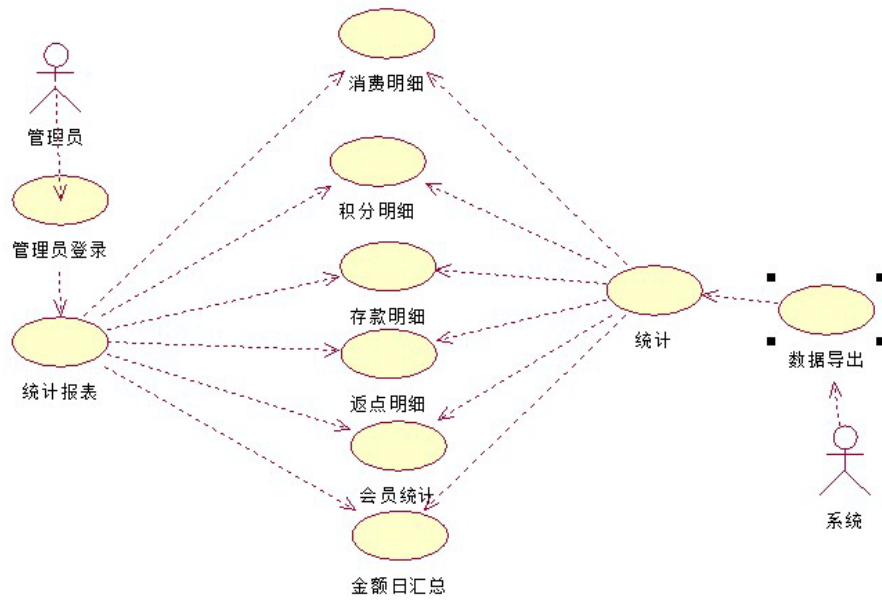 消费明细
管理员
积分明细
管理员登录
存款明细
统计
数据导出
统计报表
返点明细
会员统计
系统
金额日汇总